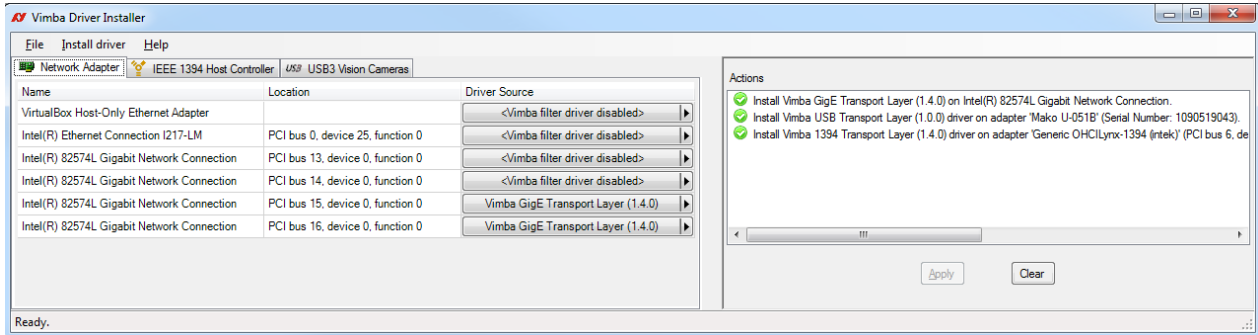 Vimba Driver Installer
File Install driver Help
Network Adapter IEEE 1394 Host Controller USB USB3 Vision Cameras
Name Location Driver Source
VirtualBox Host-Only Ethernet Adapter <Vimba filter driver disabled>
Intel(R) Ethernet Connection I217-LM PCI bus 0, device 25, function 0 <Vimba filter driver disabled>
Intel(R) 82574L Gigabit Network Connection PCI bus 13, device 0, function 0 <Vimba filter driver disabled>
Intel(R) 82574L Gigabit Network Connection PCI bus 14, device 0, function 0 <Vimba filter driver disabled>
Intel(R) 82574L Gigabit Network Connection PCI bus 15, device 0, function 0 Vimba GigE Transport Layer (1.4.0)
Intel(R) 82574L Gigabit Network Connection PCI bus 16, device 0, function 0 Vimba GigE Transport Layer (1.4.0)
Actions
Install Vimba GigE Transport Layer (1.4.0) on Intel(R) 82574L Gigabit Network Connection.
Install Vimba USB Transport Layer (1.0.0) driver on adapter 'Mako U-051B' (Serial Number: 1090519043).
Install Vimba 1394 Transport Layer (1.4.0) driver on adapter 'Generic OHCILynx-1394 (intek)' (PCI bus 6, de
Apply Clear
Ready.